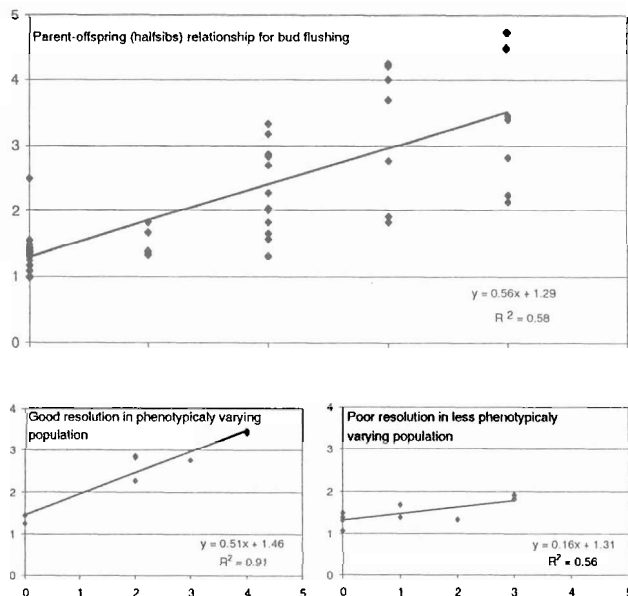 5
Parent-offspring (halfsibs) relationship for bud flushing
4
3
2
1
y = 0.56x + 1.29
R 2 = 0.58
0
4
Good resolution in phenotypicaly varying
population
3
2
1
y = 0.51x + 1.46
R2 = 0.91
0
0 1 2 3 4 5
4
Poor resolution in less phenotypicaly
varying population
3
2
1
y = 0.16x + 1.31
R2 = 0.56
0
0 1 2 3 4 5